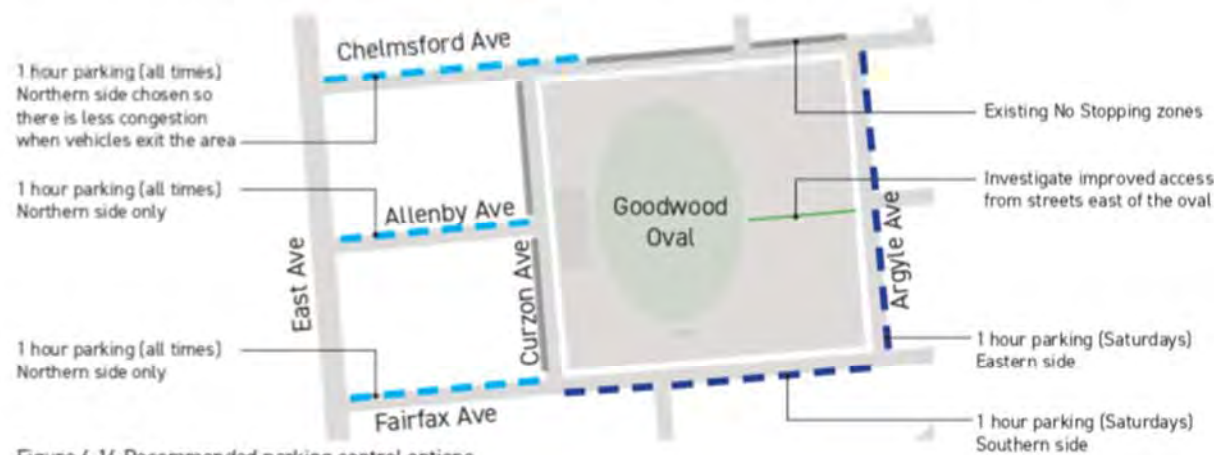 Chelmsford Ave
1 hour parking (all times)
Northern side chosen so
there is less congestion
when vehicles exit the area
Existing No Stopping zones
Investigate improved access
from streets east of the oval
1 hour parking (all times)
Northern side only
Allenby Ave
Goodwood
Oval
East Ave
Curzon Ave
Argyle Ave
1 hour parking (all times)
Northern side only
Fairfax Ave
1 hour parking (Saturdays)
Eastern side
1 hour parking (Saturdays)
Southern side
Recommended parking control options